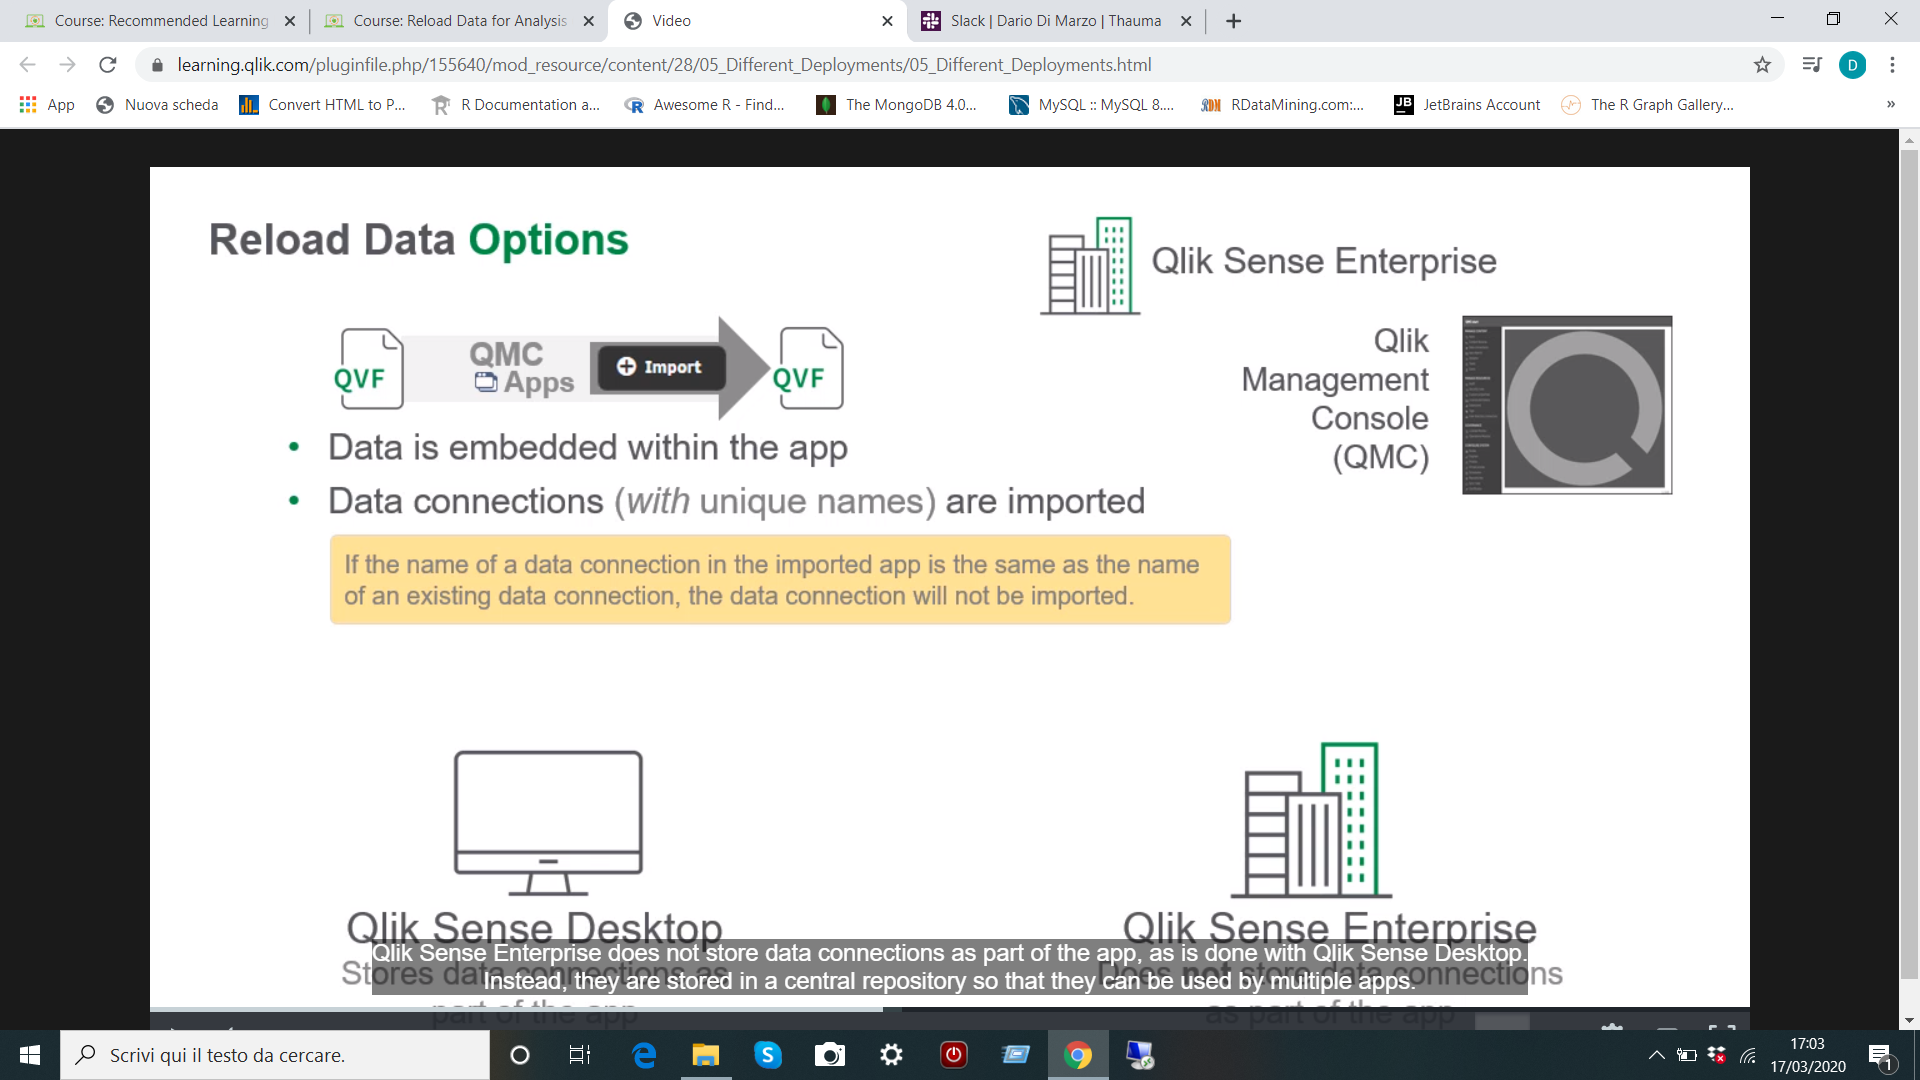 Course: Recommended Learning
Course: Reload Data for Analysis
Video
Slack | Dario Di Marzo | Thauma
learning.qlik.com/pluginfile.php/155640/mod_resource/content/28/05_Different_Deployments/05_Different_Deployments.html
D
App
Nuova scheda
Convert HTML to P...
R Documentation a...
Awesome R - Find...
The MongoDB 4.0...
MySQL :: MySQL 8....
RDataMining.com:...
JetBrains Account
The R Graph Gallery...
»
Reload Data Options
Qlik Sense Enterprise
QVF
QMC
Apps
Import
QVF
Qlik
Management
Console
(QMC)
• Data is embedded within the app
• Data connections (with unique names) are imported
If the name of a data connection in the imported app is the same as the name
of an existing data connection, the data connection will not be imported.
Qlik Sense Desktop
Stores data connections as
part of the app
Qlik Sense Enterprise
Does not store data connections
as part of the app
Qlik Sense Enterprise does not store data connections as part of the app, as is done with Qlik Sense Desktop.
Instead, they are stored in a central repository so that they can be used by multiple apps.
Scrivi qui il testo da cercare.
17:03
17/03/2020
1